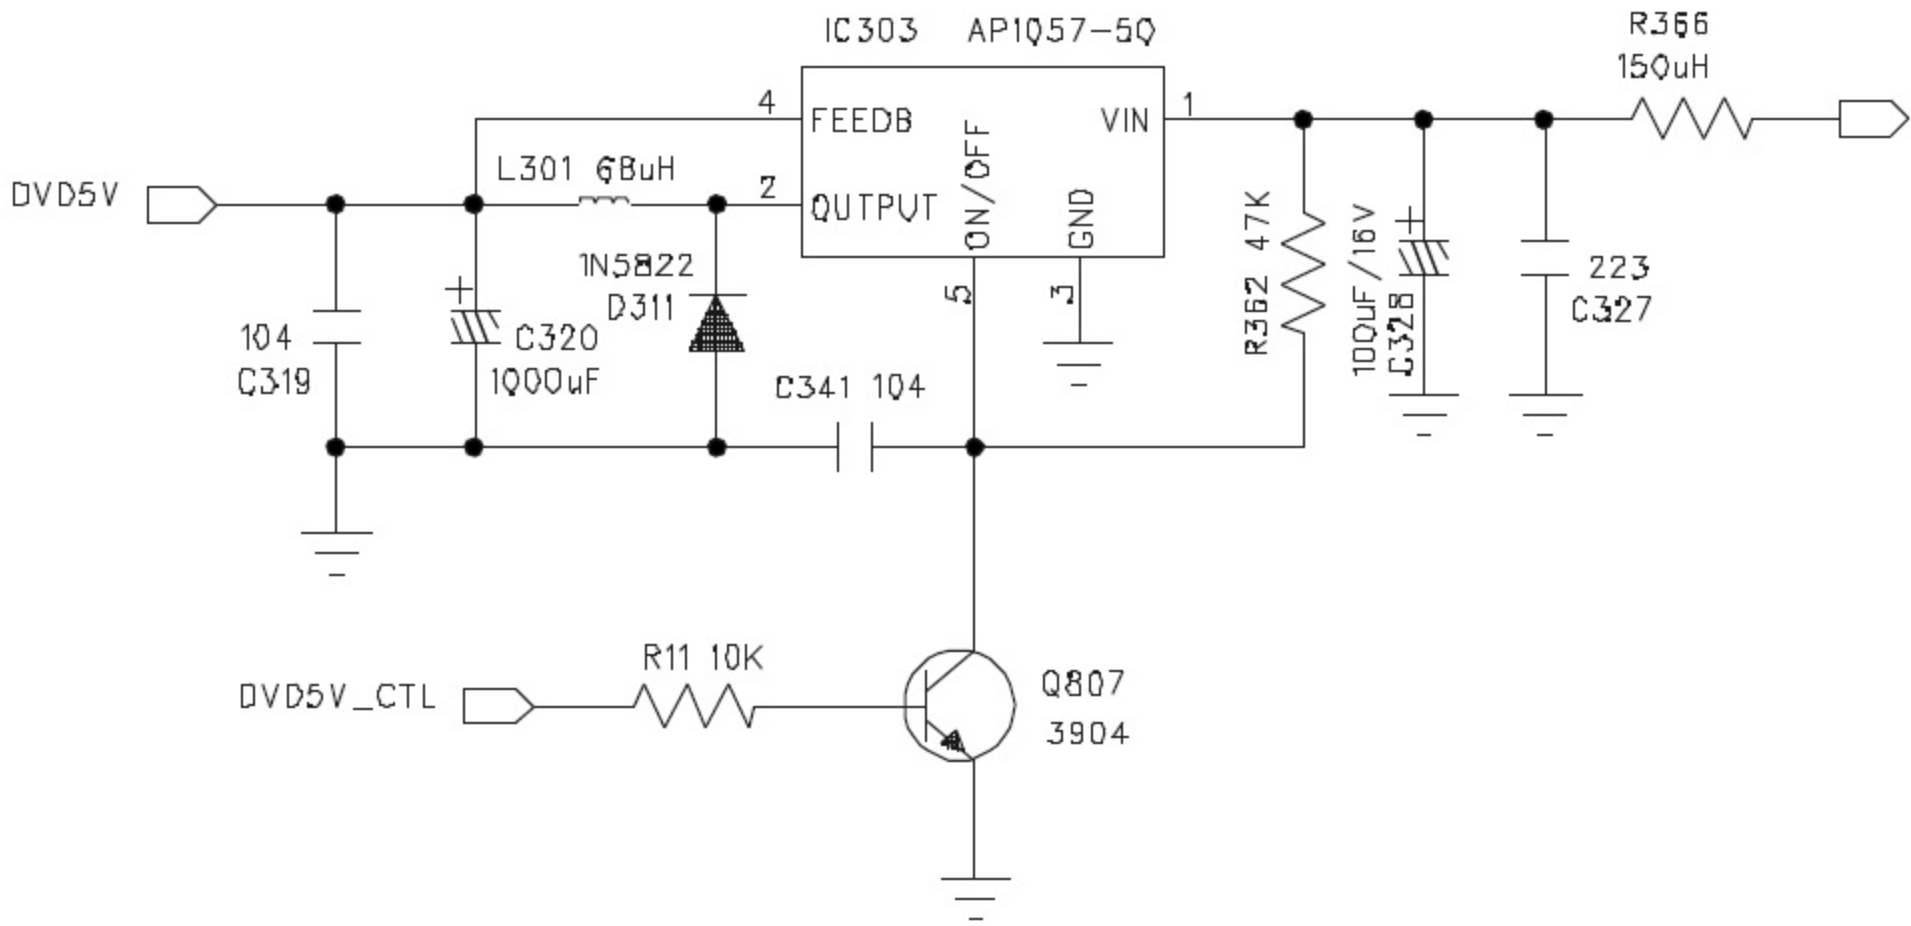 IC303 AP1057-50
R366
150uH
4
FEEDB
VIN
1
L301 68uH
DVD5V
2
OUTPUT
ON/OFF
GND
5
3
R362 47K
100uF/16V
C328
223
C327
1N5822
D311
104
C319
C320
1000uF
C341 104
R11 10K
DVD5V_CTL
Q807
3904